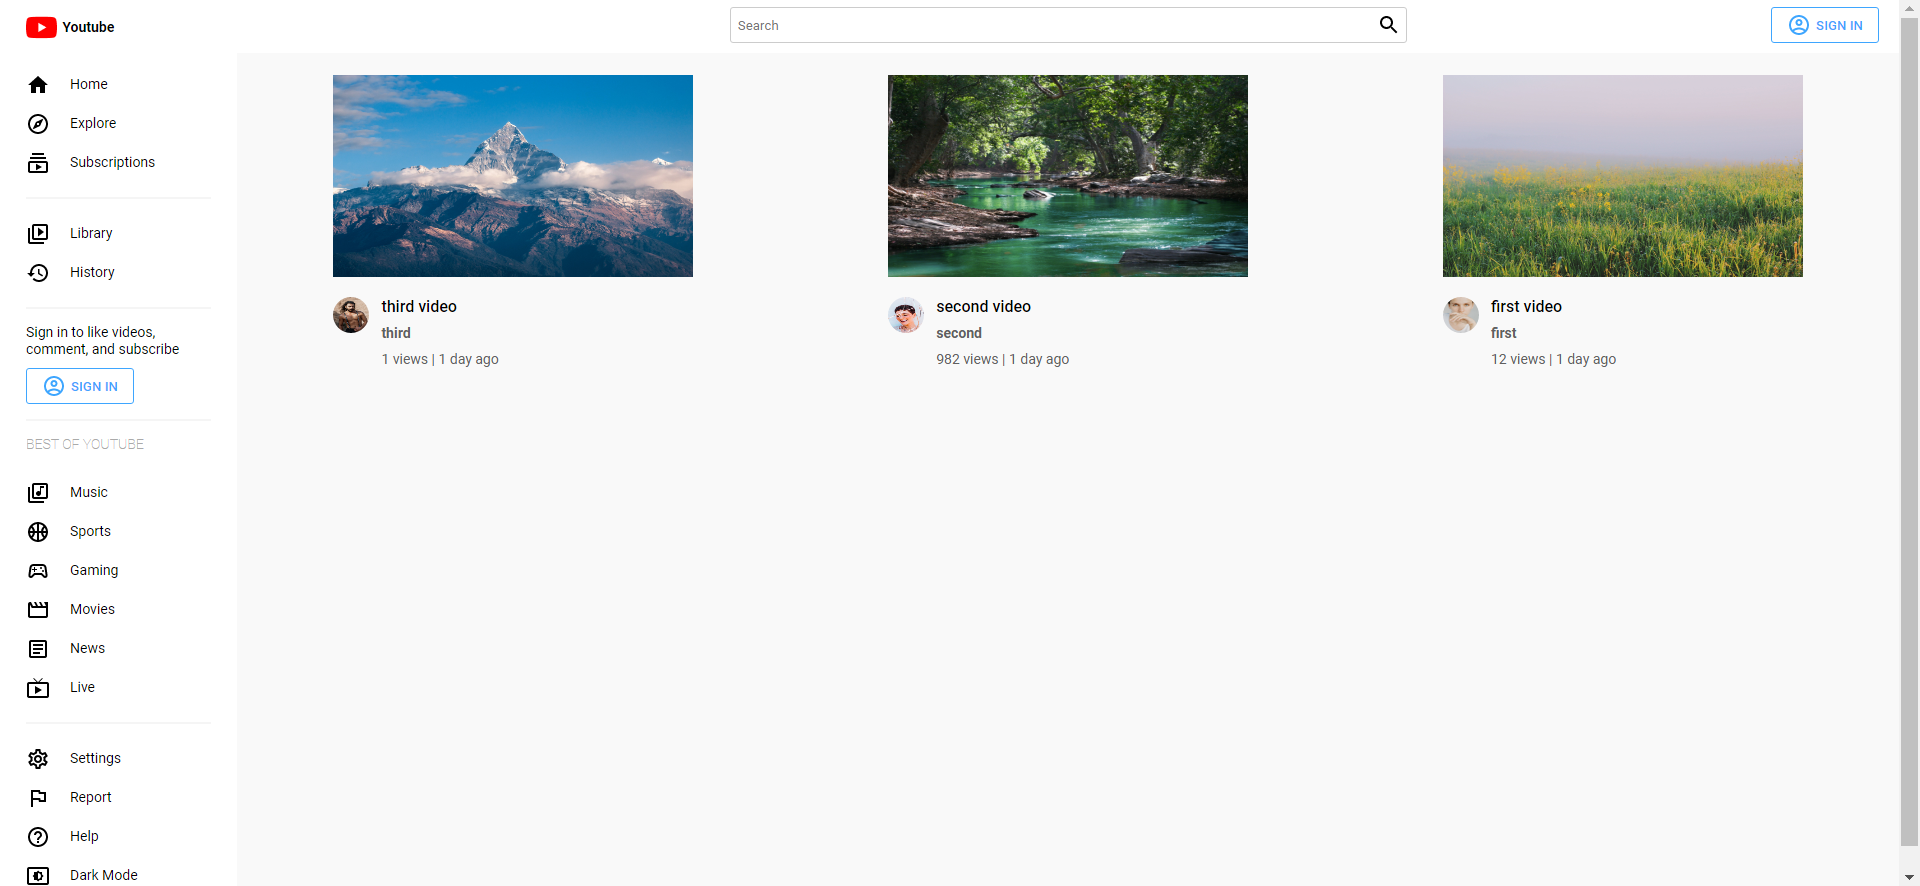 Youtube
Search
SIGN IN
Home
Explore
Subscriptions
Library
History
Sign in to like videos,
comment, and subscribe
SIGN IN
BEST OF YOUTUBE
Music
Sports
Gaming
Movies
News
Live
Settings
Report
Help
Dark Mode
third video
third
1 views | 1 day ago
second video
second
982 views | 1 day ago
first video
first
12 views | 1 day ago